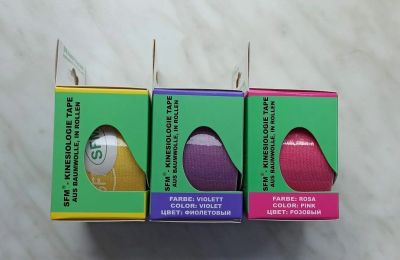 SFM® - KINESIOLOGIE TAPE
AUS BAUMWOLLE, IN ROLLEN
SFM
SFM® - KINESIOLOGIE TAPE
AUS BAUMWOLLE, IN ROLLEN
FARBE: VIOLETT
COLOR: VIOLET
ЦВЕТ: ФИОЛЕТОВЫЙ
SFM® - KINESIOLOGIE TAPE
AUS BAUMWOLLE, IN ROLLEN
FARBE: ROSA
COLOR: PINK
ЦВЕТ: РОЗОВЫЙ